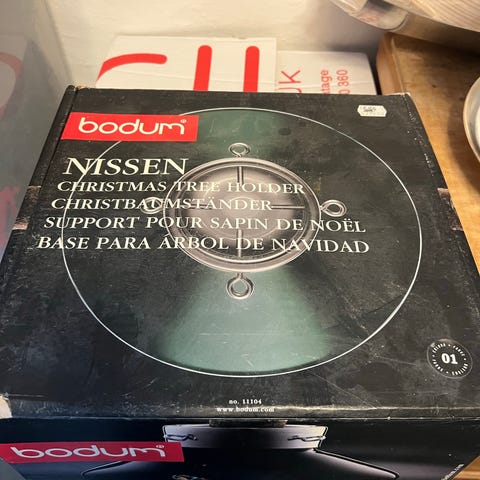 bodum®
NISSEN
CHRISTMAS TREE HOLDER
CHRISTBAUMSTÄNDER
SUPPORT POUR SAPIN DE NOËL
BASE PARA ÁRBOL DE NAVIDAD
01
no. 11104
www.bodum.com
bodum®